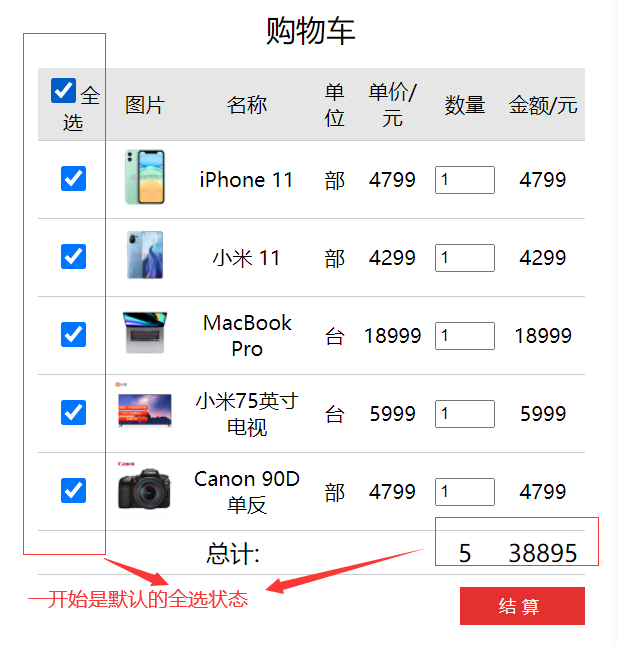 购物车
全选 图片 名称 单位 单价/元 数量 金额/元
iPhone 11 部 4799 1 4799
小米 11 部 4299 1 4299
MacBook Pro 台 18999 1 18999
小米75英寸电视 台 5999 1 5999
Canon
Canon 90D 单反 部 4799 1 4799
总计: 5 38895
一开始是默认的全选状态
结 算